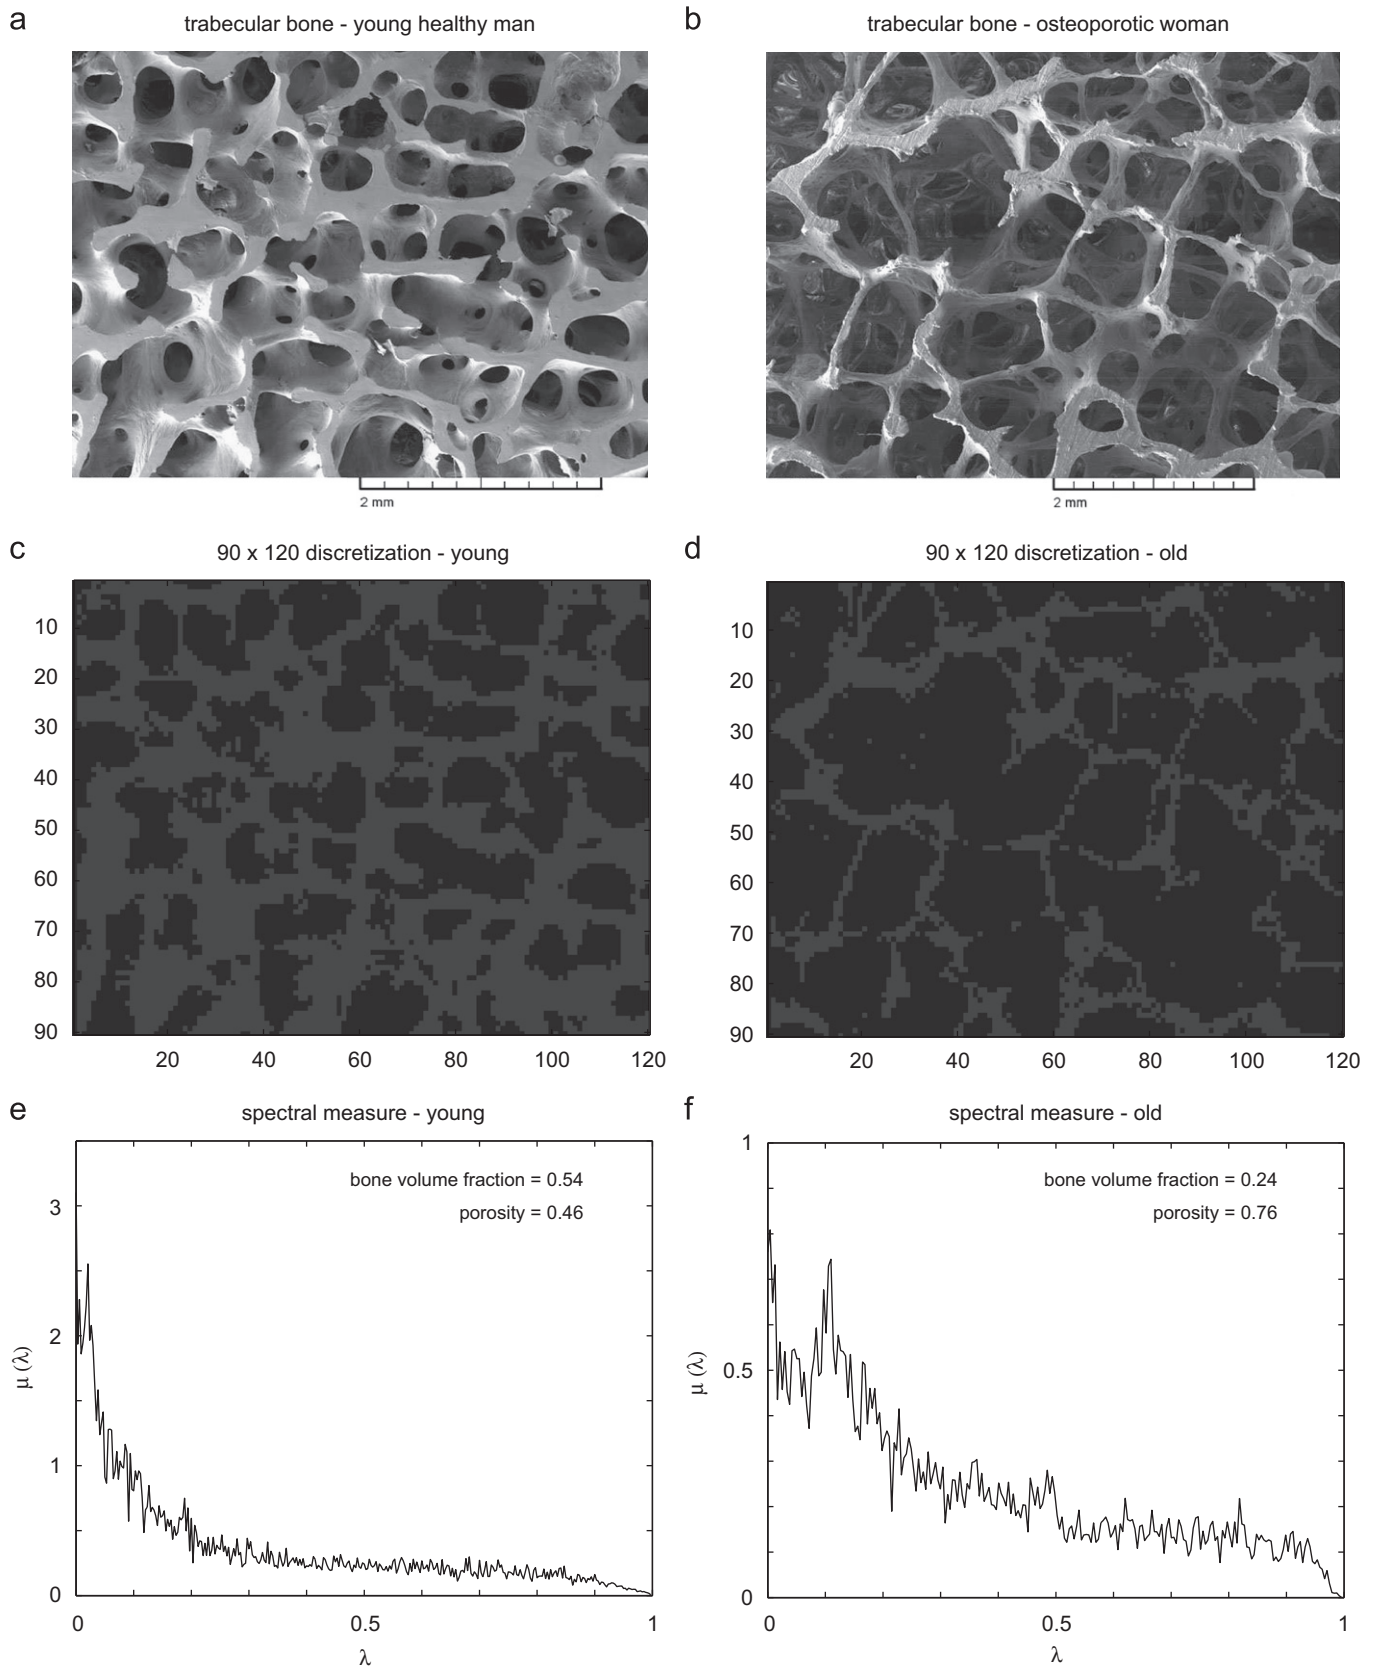 a
trabecular bone - young healthy man
b
trabecular bone - osteoporotic woman
2 mm
2 mm
c
90 x 120 discretization - young
d
90 x 120 discretization - old
10
20
30
40
50
60
70
80
90
20 40 60 80 100 120
10
20
30
40
50
60
70
80
90
20 40 60 80 100 120
e
spectral measure - young
f
spectral measure - old
bone volume fraction = 0.54
porosity = 0.46
3
2
1
0
μ (λ)
0 0.5 1
λ
bone volume fraction = 0.24
porosity = 0.76
1
0.5
0
μ (λ)
0 0.5 1
λ